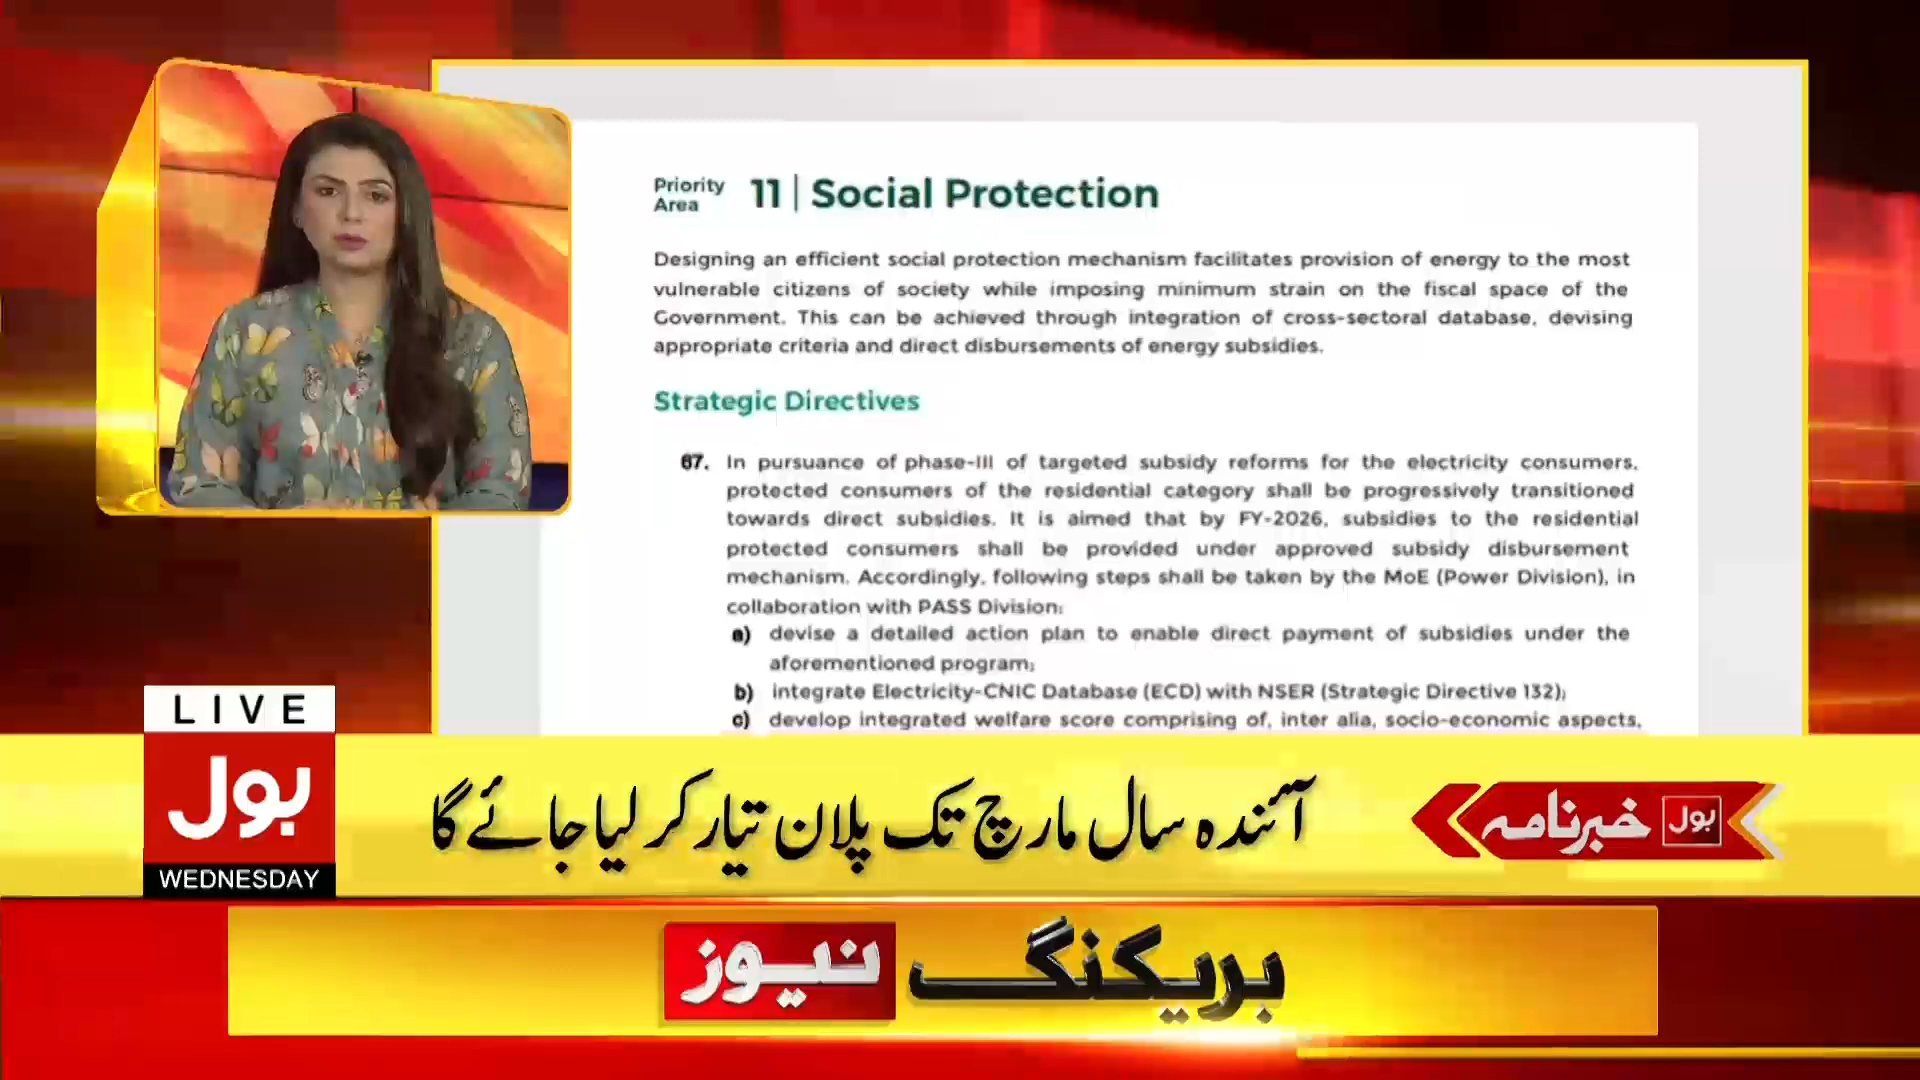 Priority
Area
11 | Social Protection
Designing an efficient social protection mechanism facilitates provision of energy to the most
vulnerable citizens of society while imposing minimum strain on the fiscal space of the
Government. This can be achieved through integration of cross-sectoral database, devising
appropriate criteria and direct disbursements of energy subsidies.
Strategic Directives
67. In pursuance of phase-III of targeted subsidy reforms for the electricity consumers,
protected consumers of the residential category shall be progressively transitioned
towards direct subsidies. It is aimed that by FY-2026, subsidies to the residential
protected consumers shall be provided under approved subsidy disbursement
mechanism. Accordingly, following steps shall be taken by the MoE (Power Division), in
collaboration with PASS Division:
a) devise a detailed action plan to enable direct payment of subsidies under the
aforementioned program;
b) integrate Electricity-CNIC Database (ECD) with NSER (Strategic Directive 132);
c) develop integrated welfare score comprising of, inter alia, socio-economic aspects,
LIVE
بول
WEDNESDAY
بول خبرنامہ
آئندہ سال مارچ تک پلان تیار کر لیا جائے گا
بریکنگ نیوز